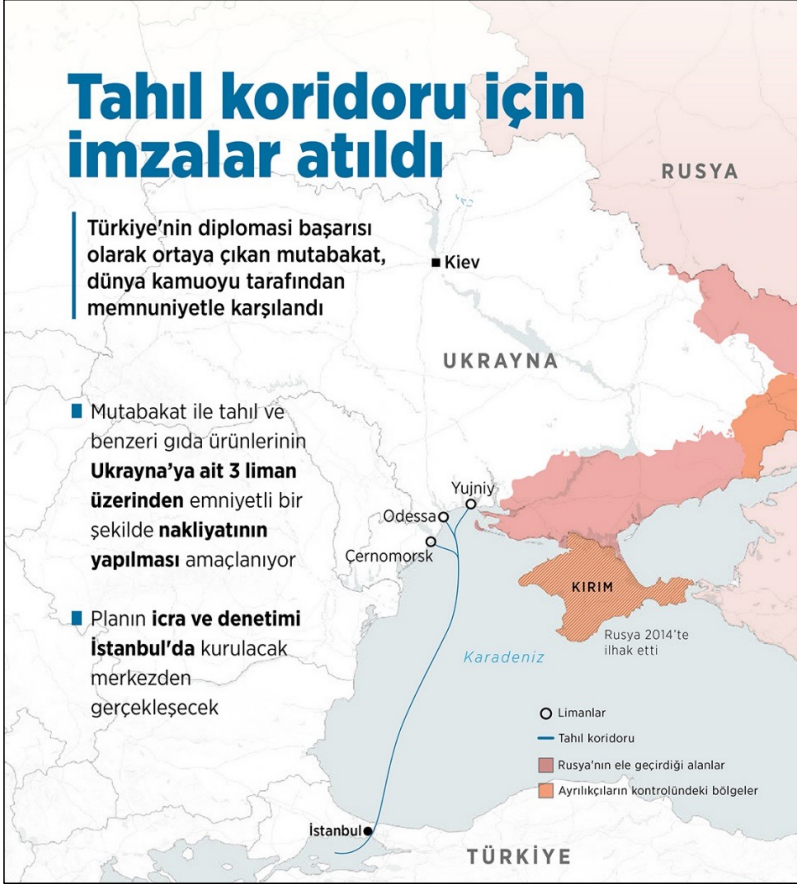 Tahıl koridoru için
imzalar atıldı
Türkiye'nin diplomasi başarısı
olarak ortaya çıkan mutabakat,
dünya kamuoyu tarafından
memnuniyetle karşılandı
Mutabakat ile tahıl ve
benzeri gıda ürünlerinin
Ukrayna'ya ait 3 liman
üzerinden emniyetli bir
şekilde nakliyatının
yapılması amaçlanıyor
Planın icra ve denetimi
İstanbul'da kurulacak
merkezden
gerçekleşecek
RUSYA
Kiev
UKRAYNA
Yujniy
Odessa
Çernomorsk
KIRIM
Rusya 2014'te
ilhak etti
Karadeniz
Limanlar
Tahıl koridoru
Rusya'nın ele geçirdiği alanlar
Ayrılıkçıların kontrolündeki bölgeler
İstanbul
TÜRKİYE